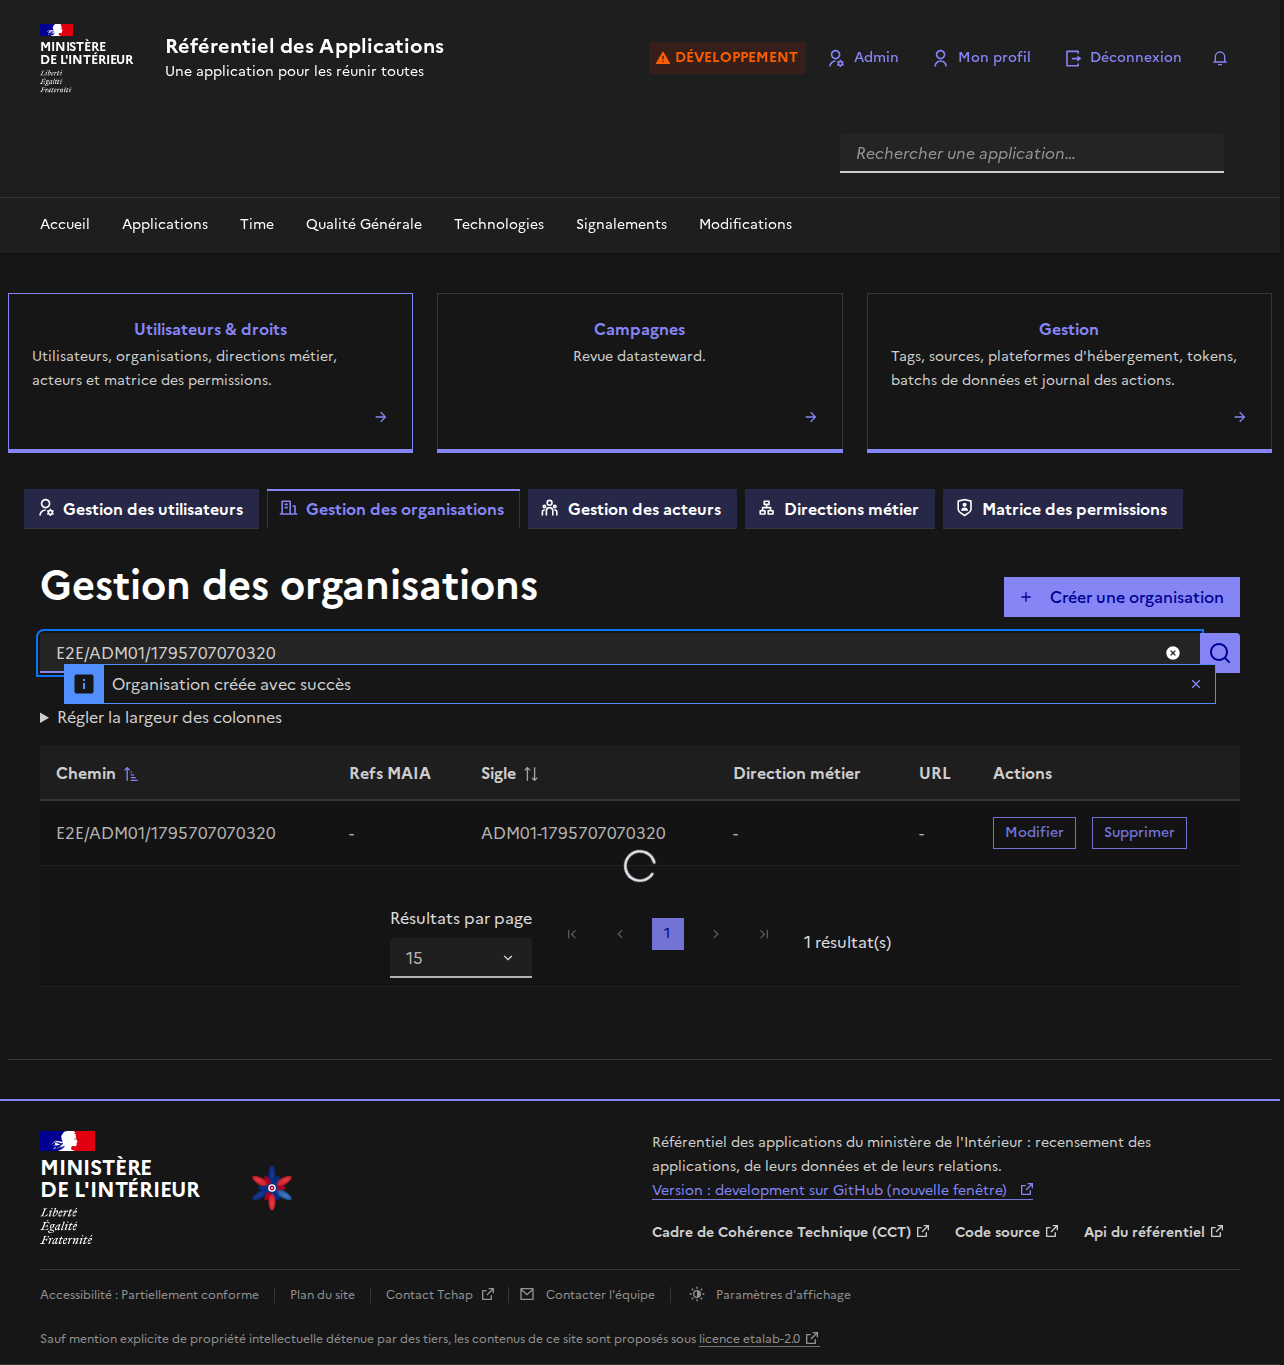 MINISTÈRE
DE L'INTÉRIEUR
Liberté
Égalité
Fraternité
Référentiel des Applications
Une application pour les réunir toutes
DÉVELOPPEMENT
Admin
Mon profil
Déconnexion
Rechercher une application...
Accueil
Applications
Time
Qualité Générale
Technologies
Signalements
Modifications
Utilisateurs & droits
Utilisateurs, organisations, directions métier,
acteurs et matrice des permissions.
Campagnes
Revue datasteward.
Gestion
Tags, sources, plateformes d'hébergement, tokens,
batchs de données et journal des actions.
Gestion des utilisateurs
Gestion des organisations
Gestion des acteurs
Directions métier
Matrice des permissions
Gestion des organisations
Créer une organisation
E2E/ADM01/1795707070320
Organisation créée avec succès
Régler la largeur des colonnes
Chemin Refs MAIA Sigle Direction métier URL Actions
E2E/ADM01/1795707070320 - ADM01-1795707070320 - - Modifier Supprimer
Résultats par page
15
1
1 résultat(s)
MINISTÈRE
DE L'INTÉRIEUR
Liberté
Égalité
Fraternité
Référentiel des applications du ministère de l'Intérieur : recensement des
applications, de leurs données et de leurs relations.
Version : development sur GitHub (nouvelle fenêtre)
Cadre de Cohérence Technique (CCT)
Code source
Api du référentiel
Accessibilité : Partiellement conforme
Plan du site
Contact Tchap
Contacter l'équipe
Paramètres d'affichage
Sauf mention explicite de propriété intellectuelle détenue par des tiers, les contenus de ce site sont proposés sous licence etalab-2.0